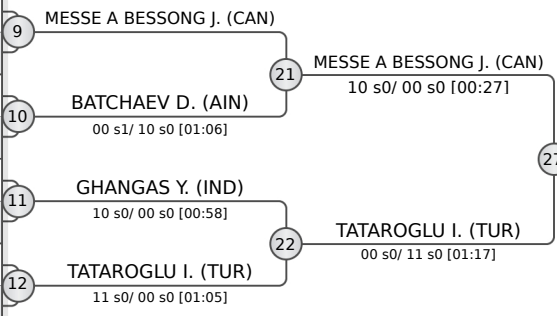 9 MESSE A BESSONG J. (CAN)
10 BATCHAEV D. (AIN)
00 s1/ 10 s0 [01:06]
21 MESSE A BESSONG J. (CAN)
10 s0/ 00 s0 [00:27]
11 GHANGAS Y. (IND)
10 s0/ 00 s0 [00:58]
12 TATAROGLU I. (TUR)
11 s0/ 00 s0 [01:05]
22 TATAROGLU I. (TUR)
00 s0/ 11 s0 [01:17]
27